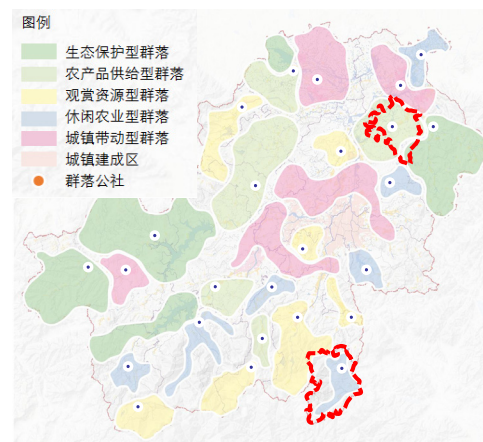 图例
生态保护型群落
农产品供给型群落
观赏资源型群落
休闲农业型群落
城镇带动型群落
城镇建成区
群落公社